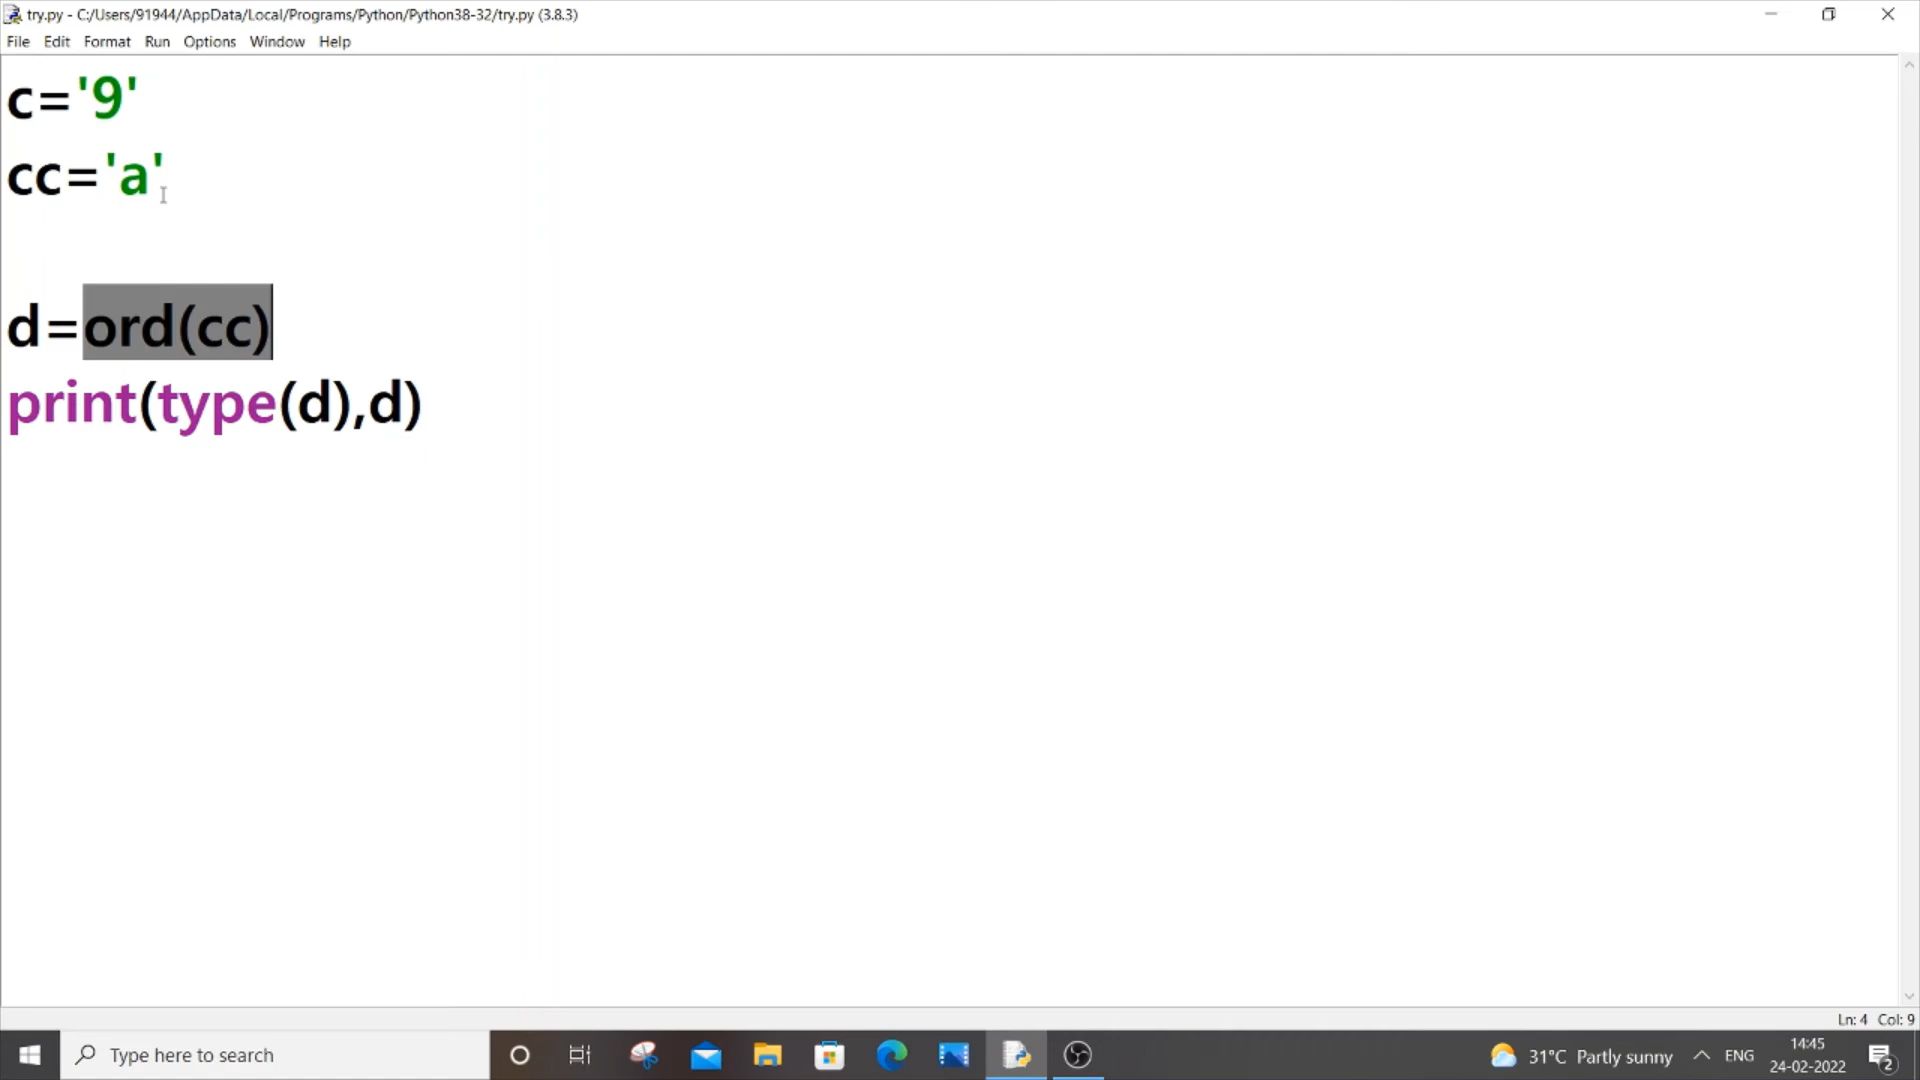 try.py - C:/Users/91944/AppData/Local/Programs/Python/Python38-32/try.py (3.8.3)
File Edit Format Run Options Window Help
c='9'
cc='a'
d=ord(cc)
print(type(d),d)
Ln: 4 Col: 9
Type here to search
31°C Partly sunny
ENG
14:45
24-02-2022
2